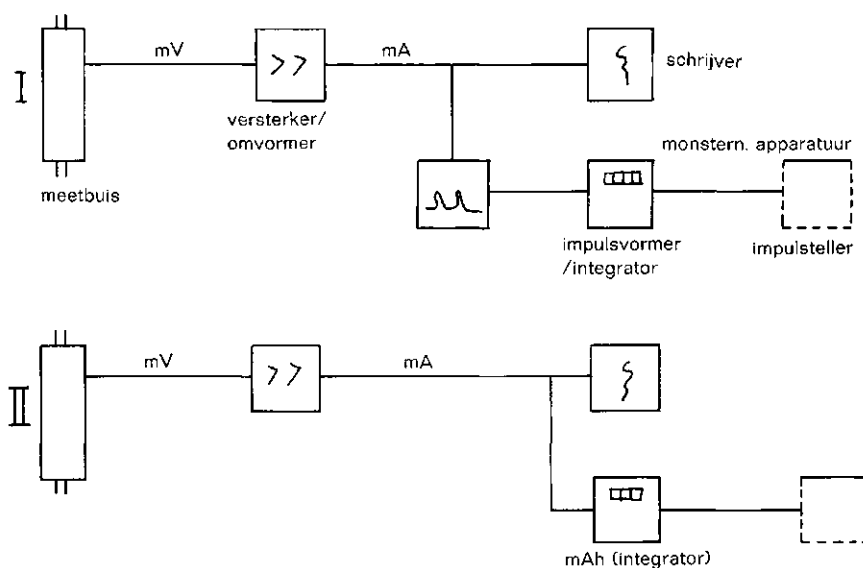 I
mV
mA
schrijver
versterker/
omvormer
meetbuis
monstern. apparatuur
impulsvormer
/integrator
impulsteller
II
mV
mA
mAh (integrator)